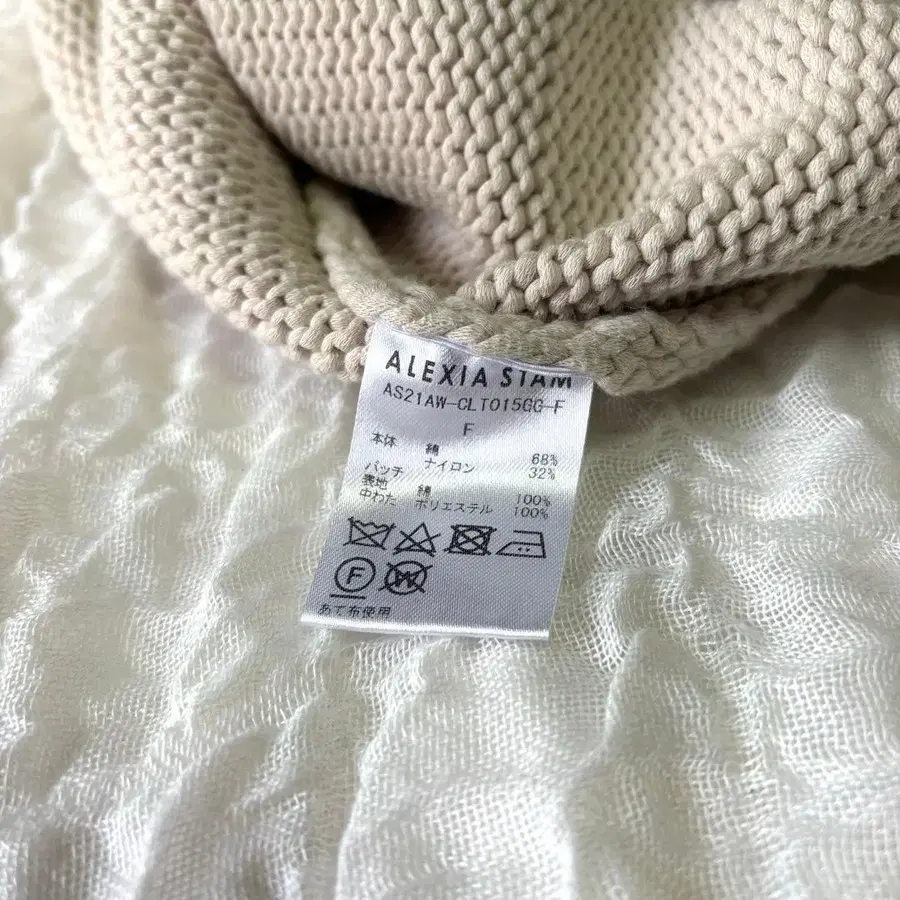 ALEXIA STAM
AS21AW-CLT015GG-F
F
本体 綿 68%
ナイロン 32%
パッチ
表地 綿 100%
中わた ポリエステル 100%
F
W
あて布使用